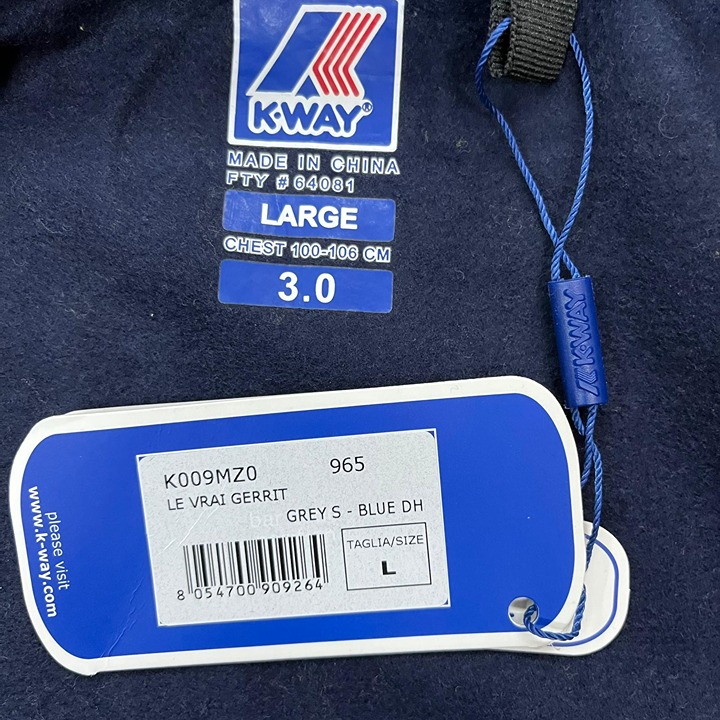 K·WAY®
MADE IN CHINA
FTY # 64081
LARGE
CHEST 100-106 CM
3.0
K·WAY
K009MZ0 965
LE VRAI GERRIT
GREY S - BLUE DH
TAGLIA/SIZE
L
8 054700 909264
please visit
www.k-way.com